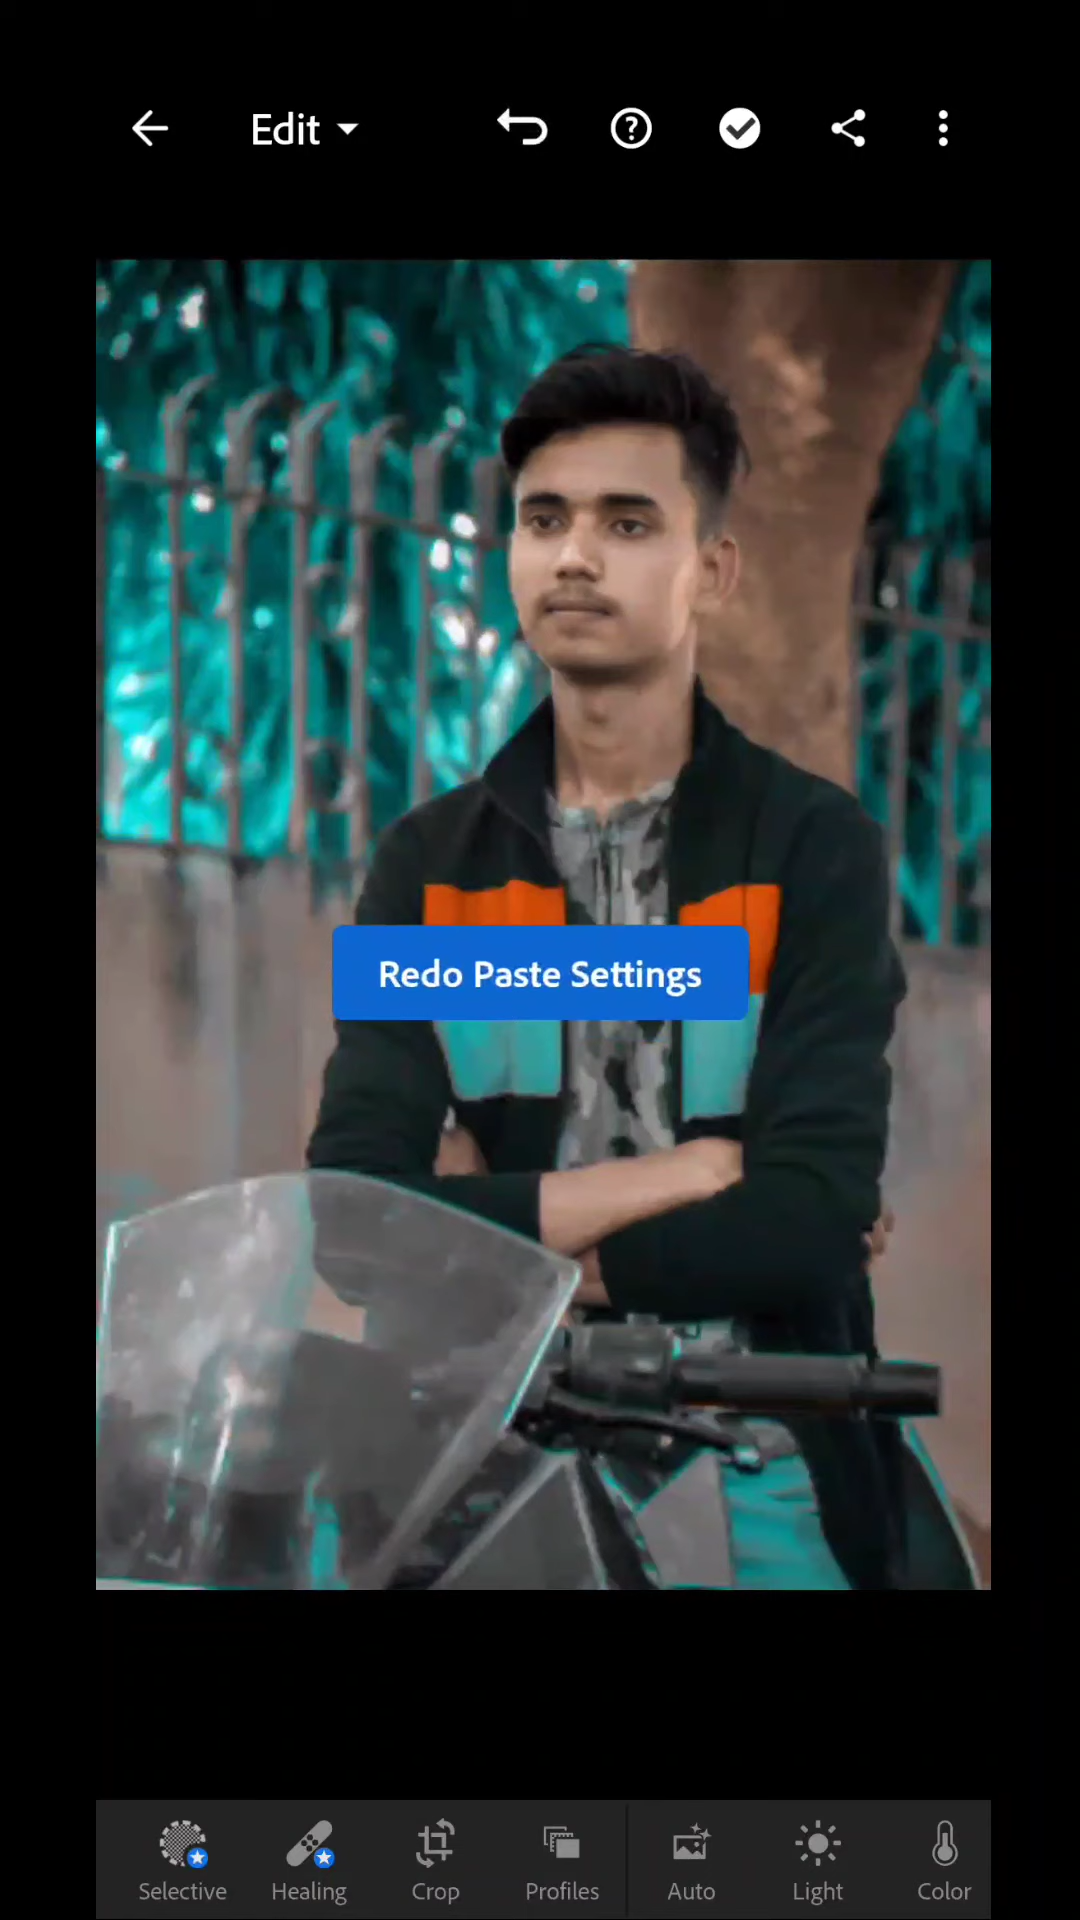 Edit
Redo Paste Settings
Selective
Healing
Crop
Profiles
Auto
Light
Color